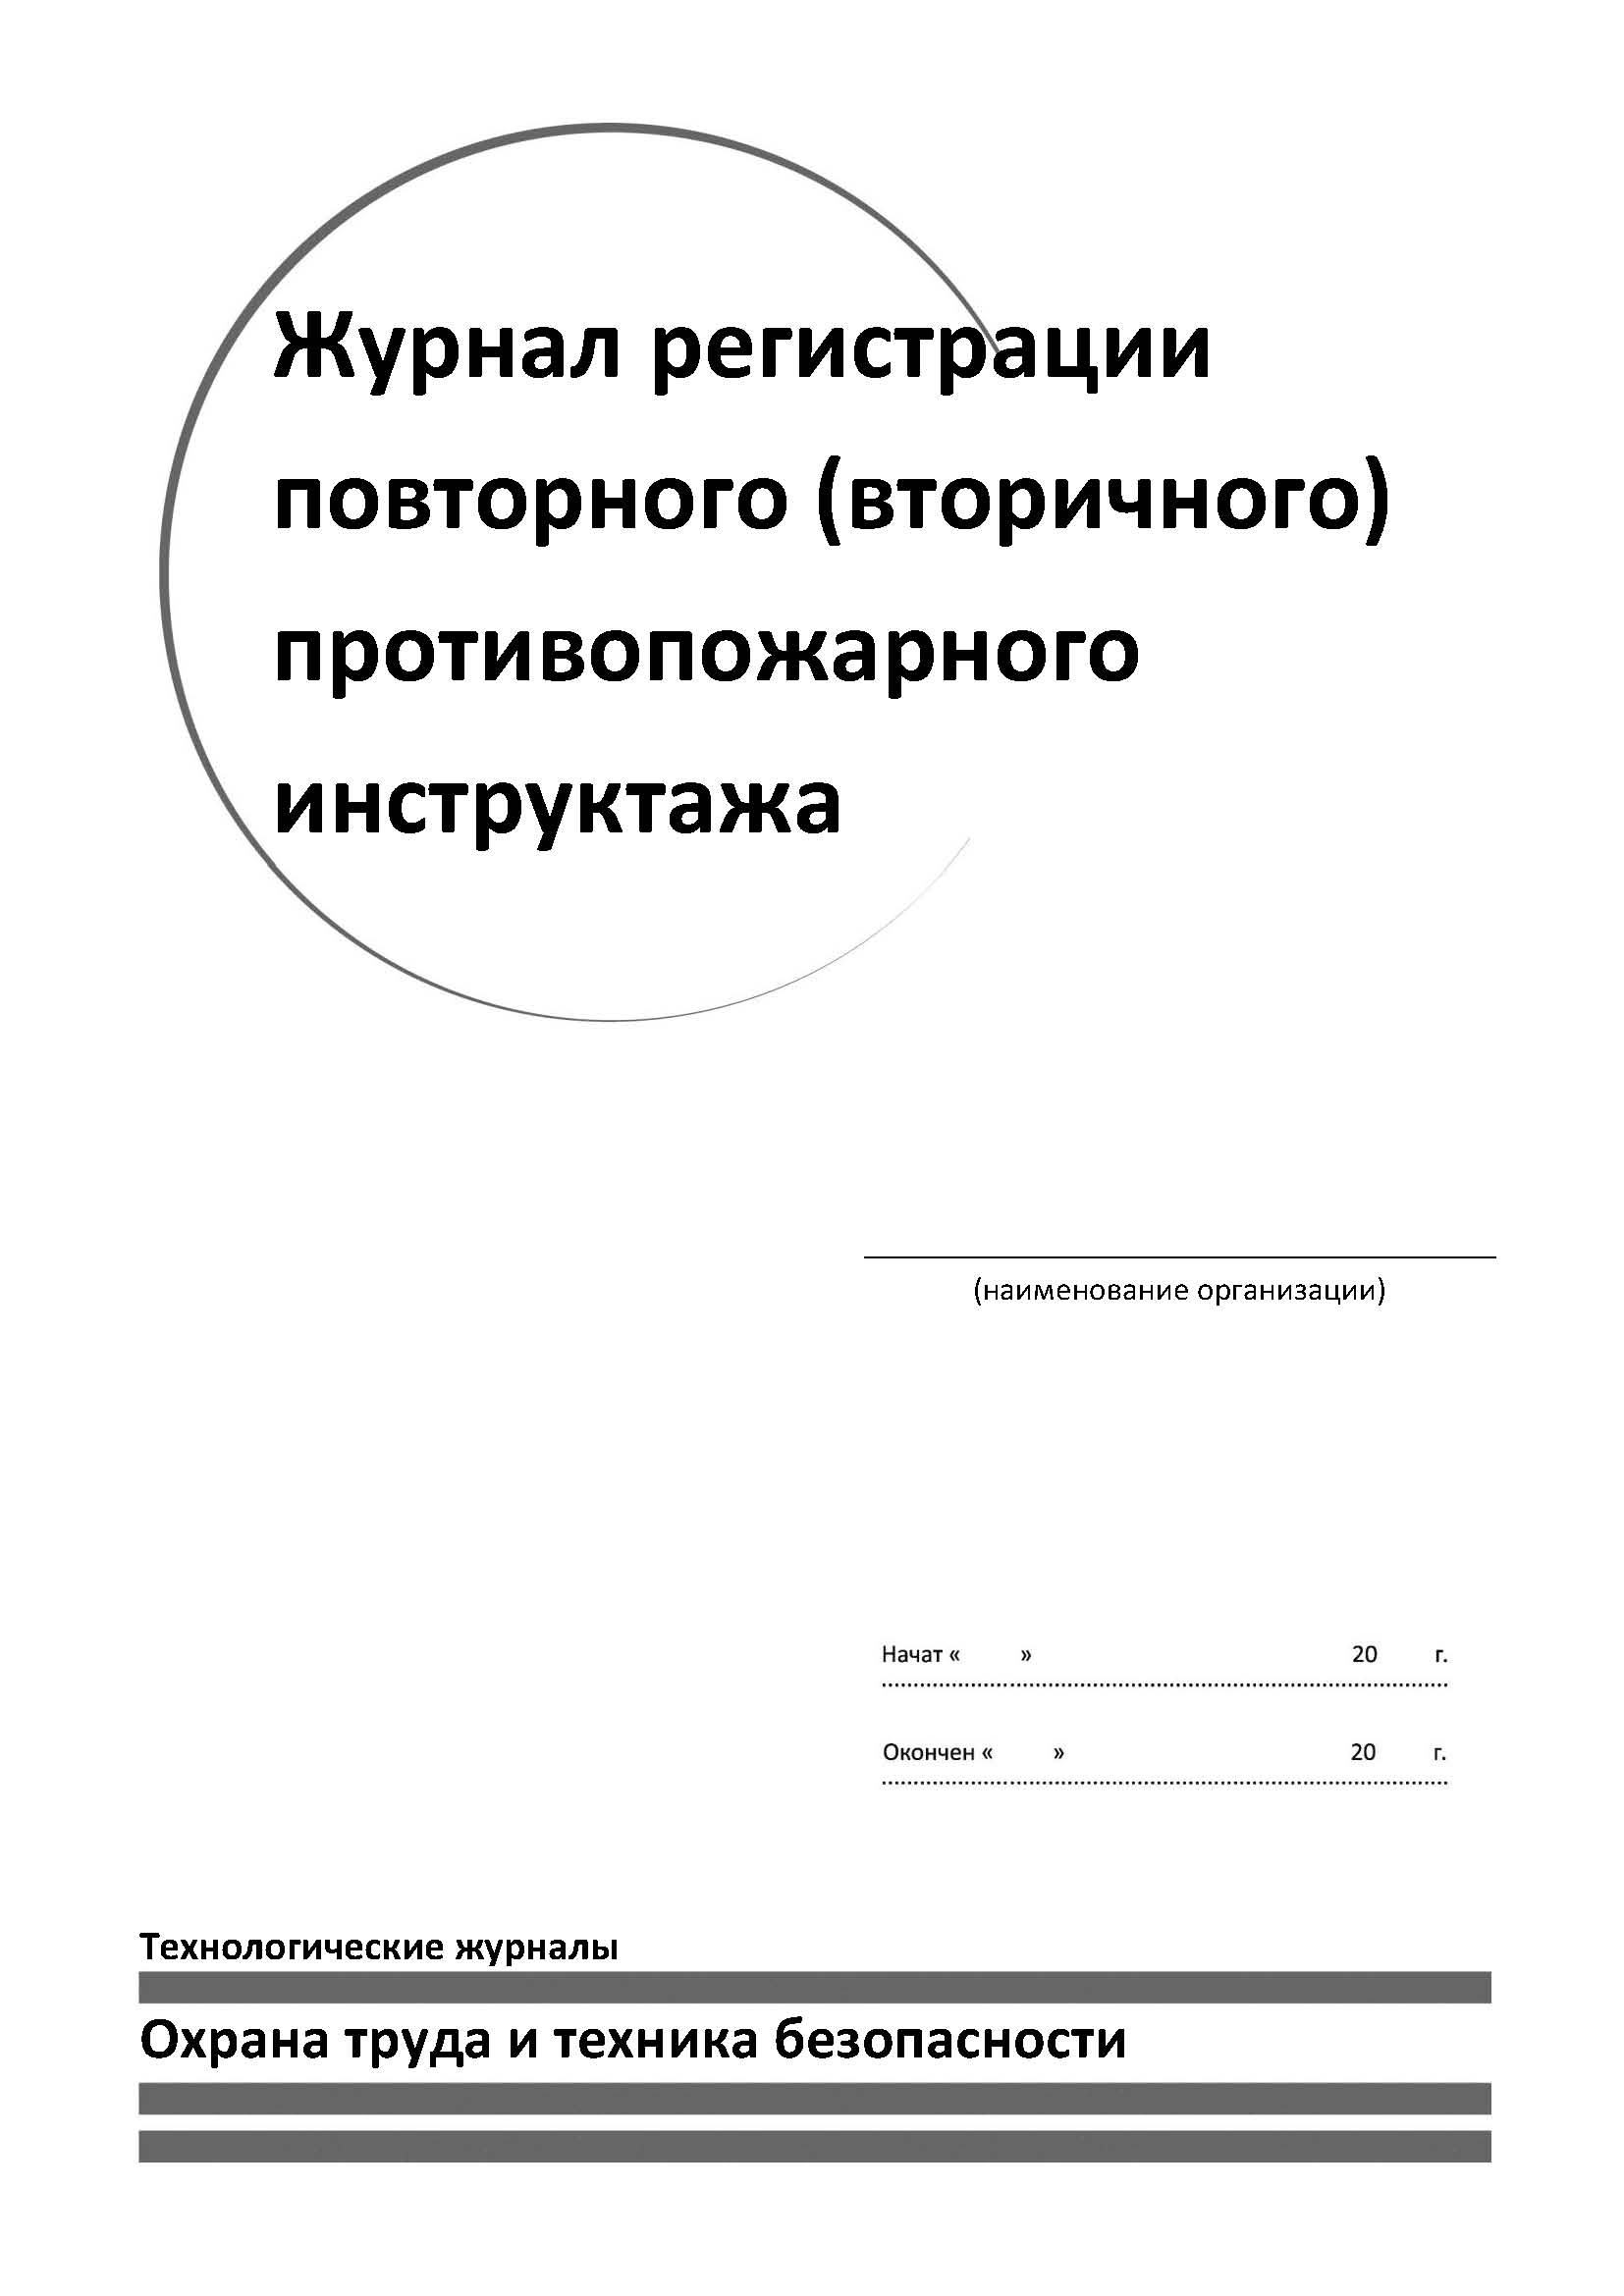 Журнал регистрации
повторного (вторичного)
противопожарного
инструктажа
(наименование организации)
Начат « » 20 г.
Окончен « » 20 г.
Технологические журналы
Охрана труда и техника безопасности